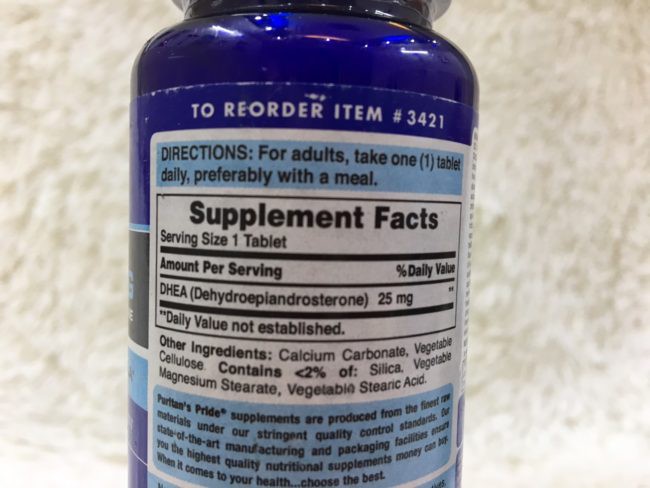 TO REORDER ITEM #3421
DIRECTIONS: For adults, take one (1) tablet
daily, preferably with a meal.
Supplement Facts
Serving Size 1 Tablet
Amount Per Serving %Daily Value
DHEA (Dehydroepiandrosterone) 25 mg **
**Daily Value not established.
Other Ingredients: Calcium Carbonate, Vegetable
Cellulose. Contains <2% of: Silica, Vegetable
Magnesium Stearate, Vegetable Stearic Acid.
Puritan's Pride® supplements are produced from the finest raw
materials under our stringent quality control standards. Our
state-of-the-art manufacturing and packaging facilities ensure
you the highest quality nutritional supplements money can buy.
When it comes to your health...choose the best.